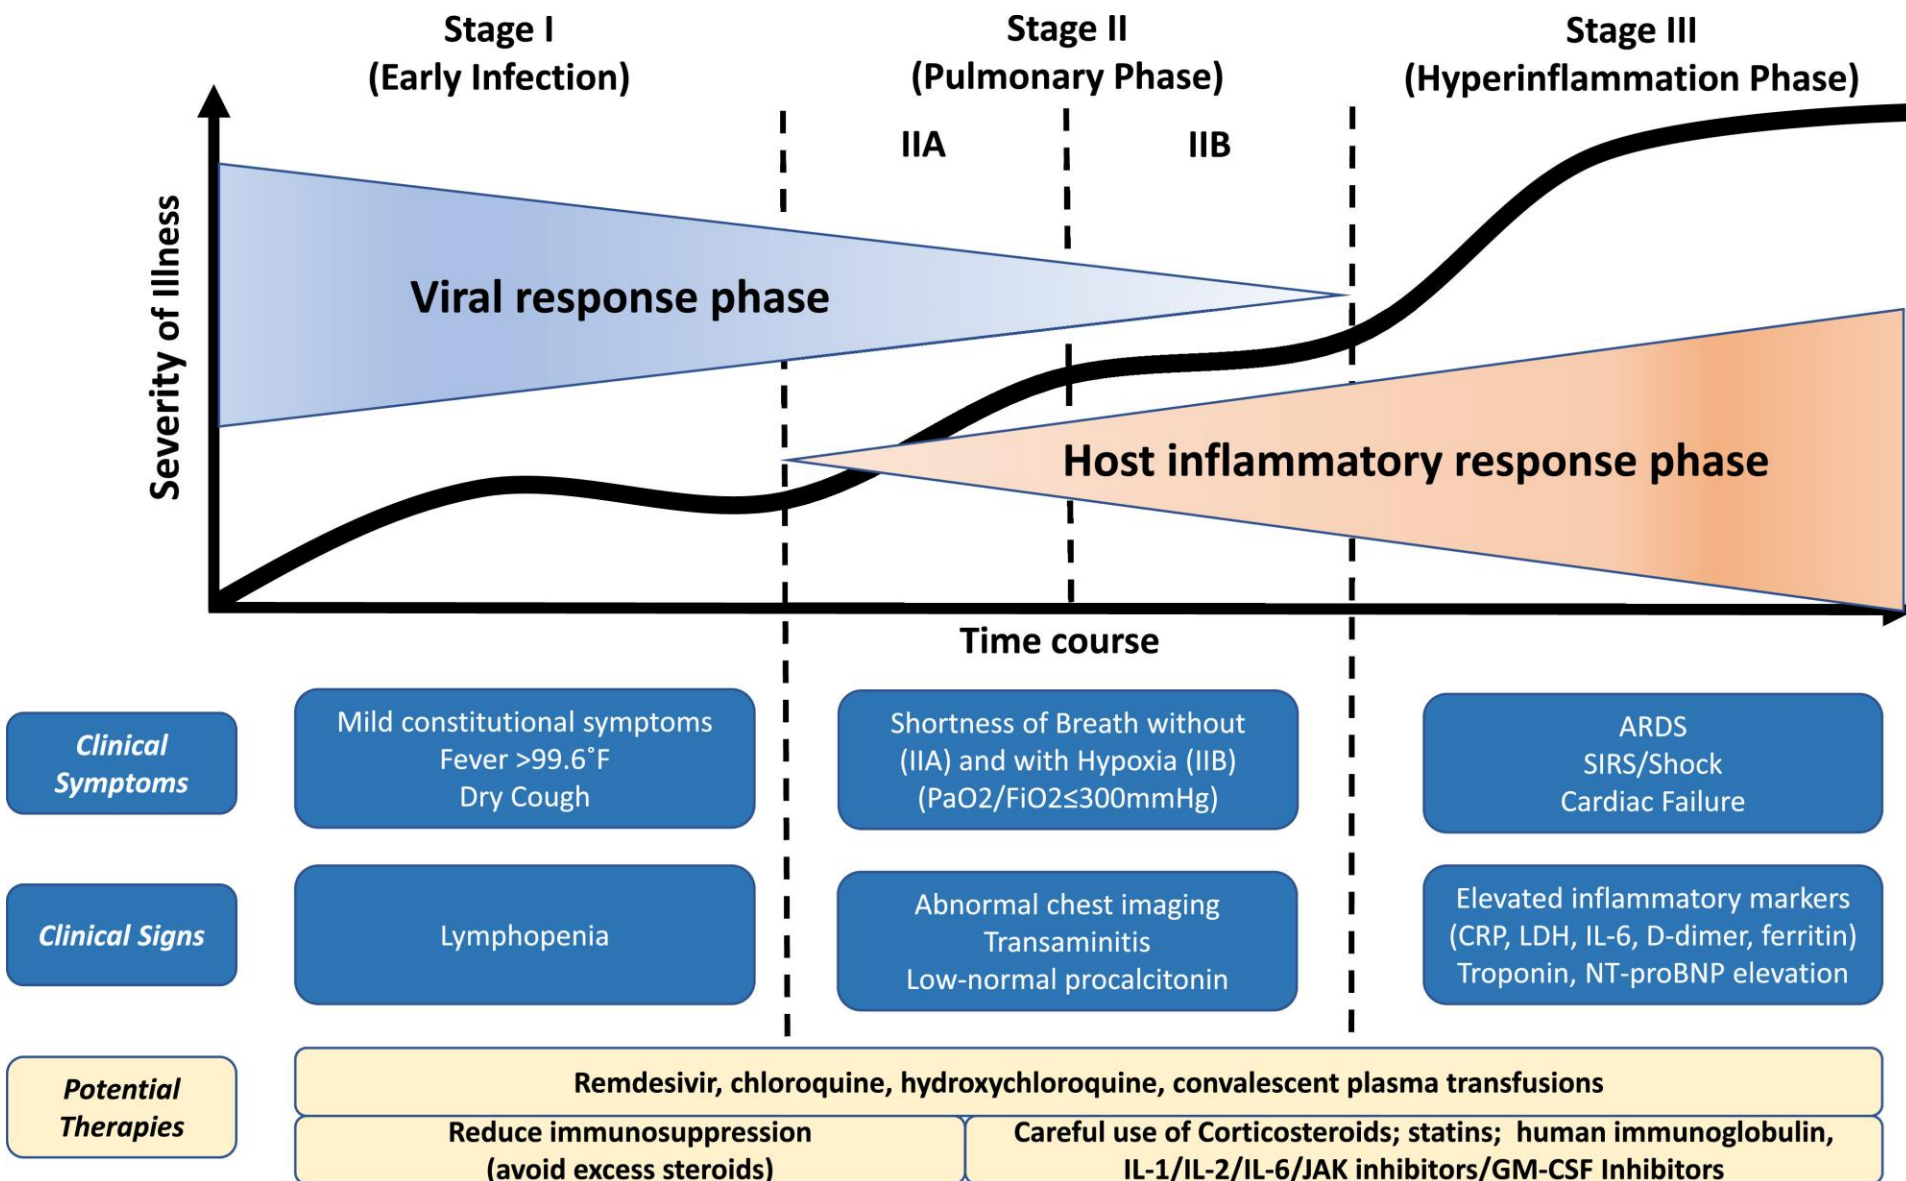 Stage I
(Early Infection)
Stage II
(Pulmonary Phase)
Stage III
(Hyperinflammation Phase)
IIA
IIB
Severity of Illness
Viral response phase
Host inflammatory response phase
Time course
Clinical
Symptoms
Mild constitutional symptoms
Fever >99.6°F
Dry Cough
Shortness of Breath without
(IIA) and with Hypoxia (IIB)
(PaO2/FiO2≤300mmHg)
ARDS
SIRS/Shock
Cardiac Failure
Clinical Signs
Lymphopenia
Abnormal chest imaging
Transaminitis
Low-normal procalcitonin
Elevated inflammatory markers
(CRP, LDH, IL-6, D-dimer, ferritin)
Troponin, NT-proBNP elevation
Potential
Therapies
Remdesivir, chloroquine, hydroxychloroquine, convalescent plasma transfusions
Reduce immunosuppression
(avoid excess steroids)
Careful use of Corticosteroids; statins; human immunoglobulin,
IL-1/IL-2/IL-6/JAK inhibitors/GM-CSF Inhibitors